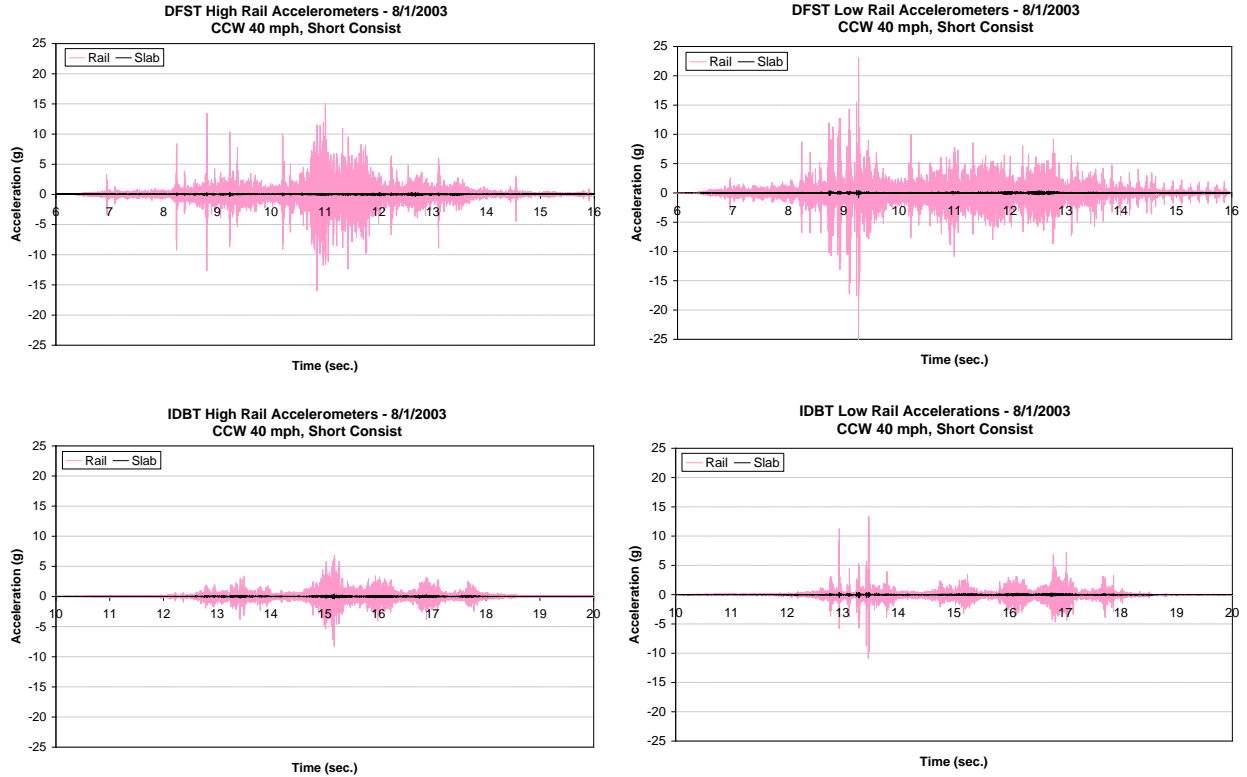 DFST High Rail Accelerometers - 8/1/2003
CCW 40 mph, Short Consist
Rail Slab
Acceleration (g)
25
20
15
10
5
0
-5
-10
-15
-20
-25
6 7 8 9 10 11 12 13 14 15 16
Time (sec.)
DFST Low Rail Accelerometers - 8/1/2003
CCW 40 mph, Short Consist
Rail Slab
Acceleration (g)
25
20
15
10
5
0
-5
-10
-15
-20
-25
6 7 8 9 10 11 12 13 14 15 16
Time (sec.)
IDBT High Rail Accelerometers - 8/1/2003
CCW 40 mph, Short Consist
Rail Slab
Acceleration (g)
25
20
15
10
5
0
-5
-10
-15
-20
-25
10 11 12 13 14 15 16 17 18 19 20
Time (sec.)
IDBT Low Rail Accelerations - 8/1/2003
CCW 40 mph, Short Consist
Rail Slab
Acceleration (g)
25
20
15
10
5
0
-5
-10
-15
-20
-25
10 11 12 13 14 15 16 17 18 19 20
Time (sec.)